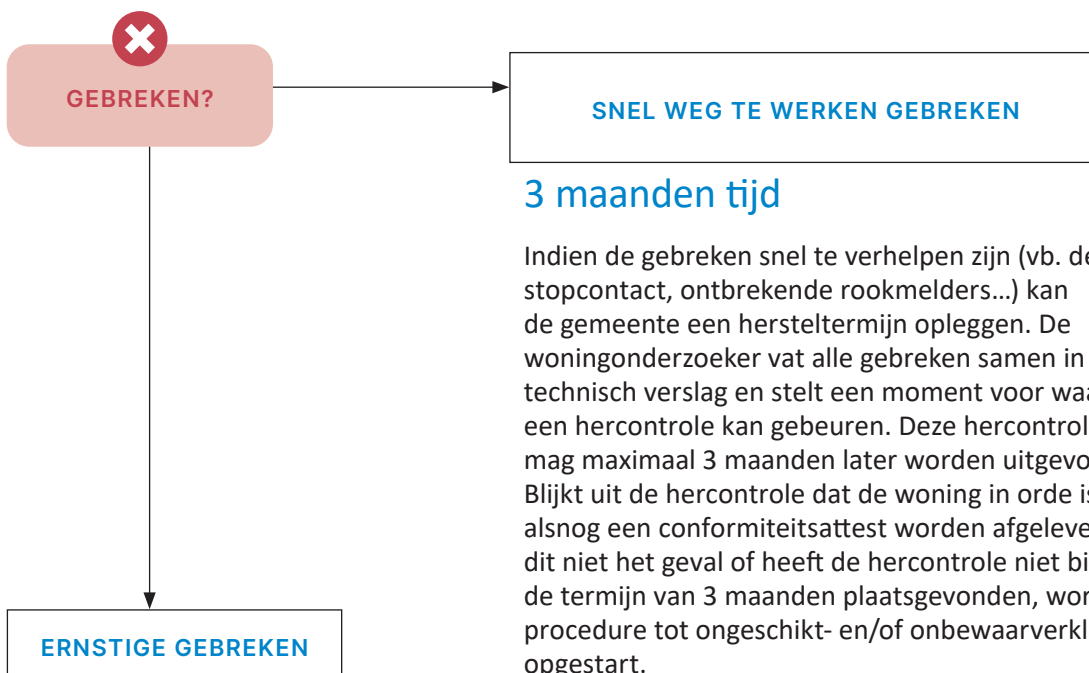 GEBREKEN?
SNEL WEG TE WERKEN GEBREKEN
3 maanden tijd
Indien de gebreken snel te verhelpen zijn (vb. 
stopcontact, ontbrekende rookmelders…) kan
de gemeente een hersteltermijn opleggen. De
woningonderzoeker vat alle gebreken samen in
technisch verslag en stelt een moment voor
een hercontrole kan gebeuren. Deze
mag maximaal 3 maanden later worden
Blijkt uit de hercontrole dat de woning in orde
alsnog een conformiteitsattest worden
dit niet het geval of heeft de hercontrole niet
de termijn van 3 maanden plaatsgevonden,
procedure tot ongeschikt- en/of
opgestart.
ERNSTIGE GEBREKEN